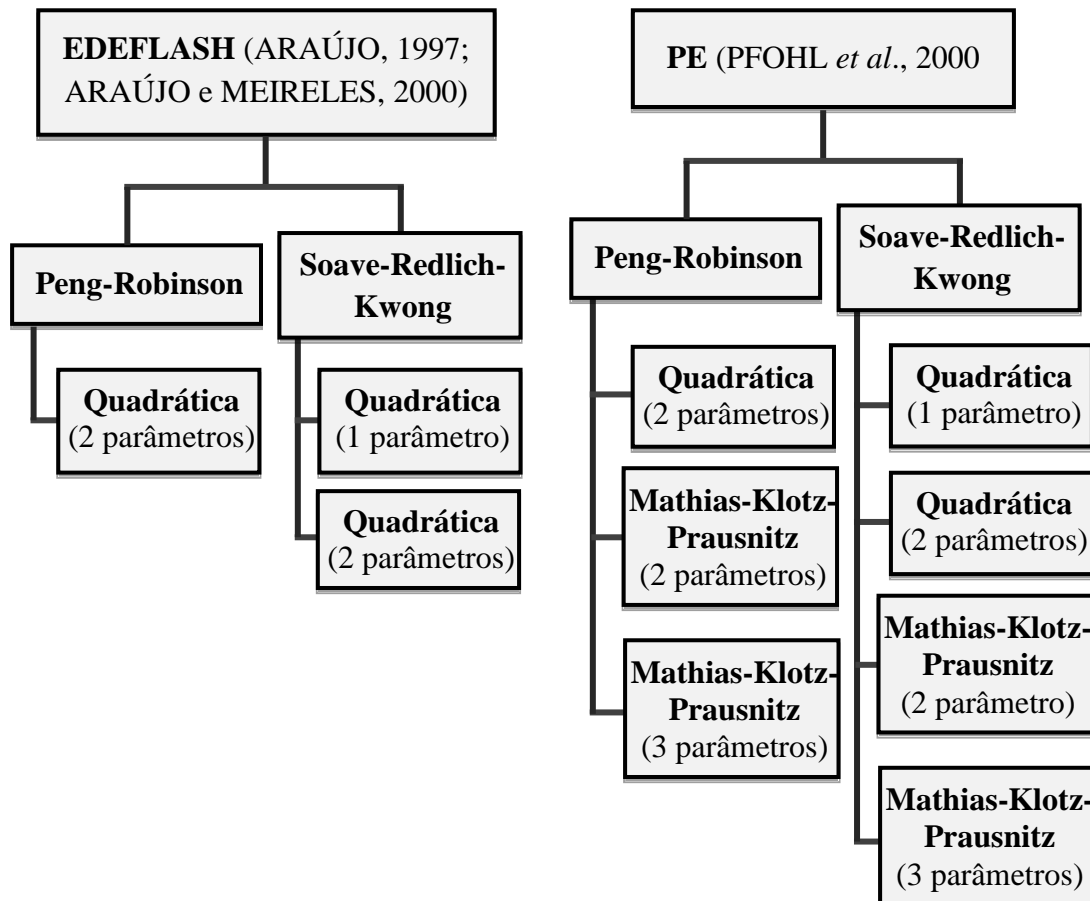 EDEFLASH (ARAÚJO, 1997;
ARAÚJO e MEIRELES, 2000)
Peng-Robinson
Soave-Redlich-
Kwong
Quadrática
(2 parâmetros)
Quadrática
(1 parâmetro)
Quadrática
(2 parâmetros)
PE (PFOHL et al., 2000
Peng-Robinson
Soave-Redlich-
Kwong
Quadrática
(2 parâmetros)
Mathias-Klotz-
Prausnitz
(2 parâmetros)
Mathias-Klotz-
Prausnitz
(3 parâmetros)
Quadrática
(1 parâmetro)
Quadrática
(2 parâmetros)
Mathias-Klotz-
Prausnitz
(2 parâmetro)
Mathias-Klotz-
Prausnitz
(3 parâmetros)